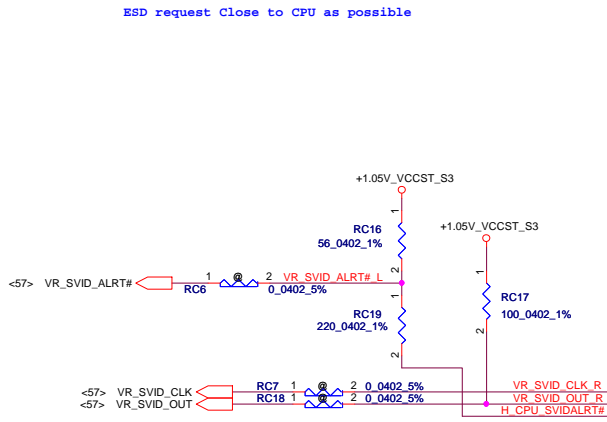 ESD request Close to CPU as possible
+1.05V_VCCST_S3
1
RC16
56_0402_1%
2
+1.05V_VCCST_S3
<57> VR_SVID_ALRT# 1 @ 2 VR_SVID_ALRT#_L
RC6 0_0402_5%
1
RC17
100_0402_1%
2
1
RC19
220_0402_1%
2
<57> VR_SVID_CLK RC7 1 @ 2 0_0402_5% VR_SVID_CLK_R
<57> VR_SVID_OUT RC18 1 @ 2 0_0402_5% VR_SVID_OUT_R
H_CPU_SVIDALRT#